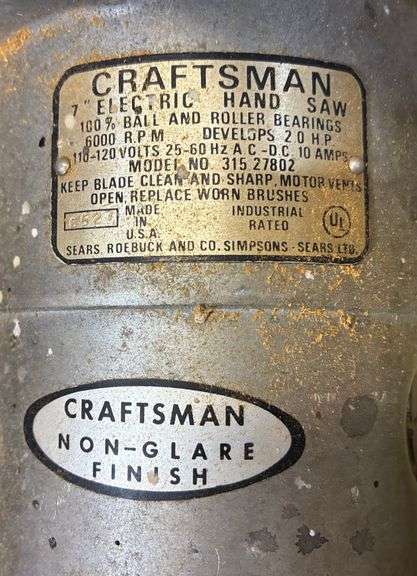 CRAFTSMAN
7" ELECTRIC HAND SAW
100% BALL AND ROLLER BEARINGS
6000 R.P.M DEVELOPS 2.0 H P
110-120 VOLTS 25-60 HZ A C - D.C. 10 AMPS
MODEL NO 315.27802
KEEP BLADE CLEAN AND SHARP, MOTOR VENTS
OPEN, REPLACE WORN BRUSHES
MADE IN U.S.A.
INDUSTRIAL RATED
UL
SEARS, ROEBUCK AND CO. SIMPSONS-SEARS LTD.
CRAFTSMAN
NON-GLARE
FINISH